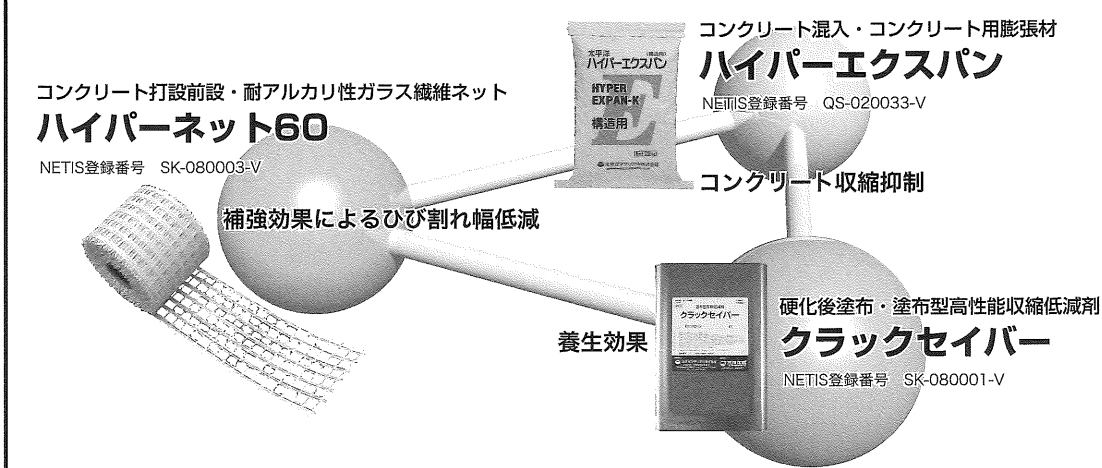 コンクリート混入・コンクリート用膨張材
ハイパーエクスパン
NETIS登録番号 QS-020033-V
太平洋
ハイパーエクスパン
HYPER
EXPAN-K
構造用
コンクリート収縮抑制
コンクリート打設前設・耐アルカリ性ガラス繊維ネット
ハイパーネット60
NETIS登録番号 SK-080003-V
補強効果によるひび割れ幅低減
硬化後塗布・塗布型高性能収縮低減剤
クラックセイバー
NETIS登録番号 SK-080001-V
クラックセイバー
養生効果